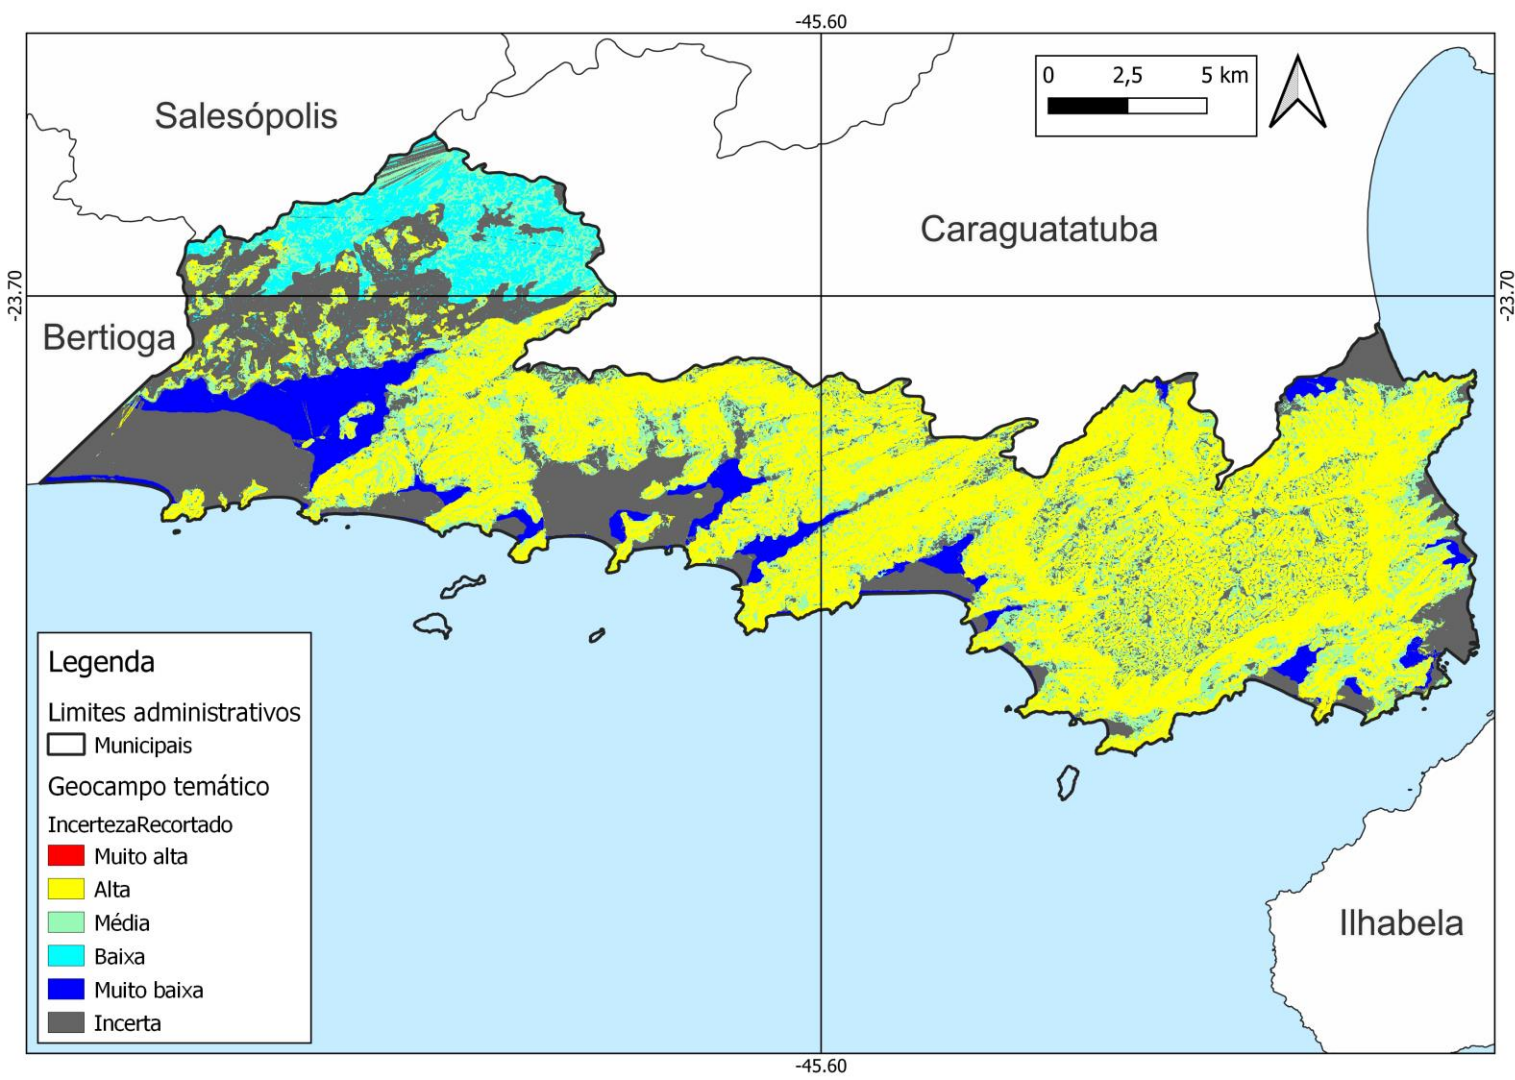 -45.60
0 2,5 5 km
Salesópolis
Caraguatatuba
-23.70
-23.70
Bertioga
Legenda
Limites administrativos
Municipais
Geocampo temático
IncertezaRecortado
Muito alta
Alta
Média
Baixa
Muito baixa
Incerta
Ilhabela
-45.60